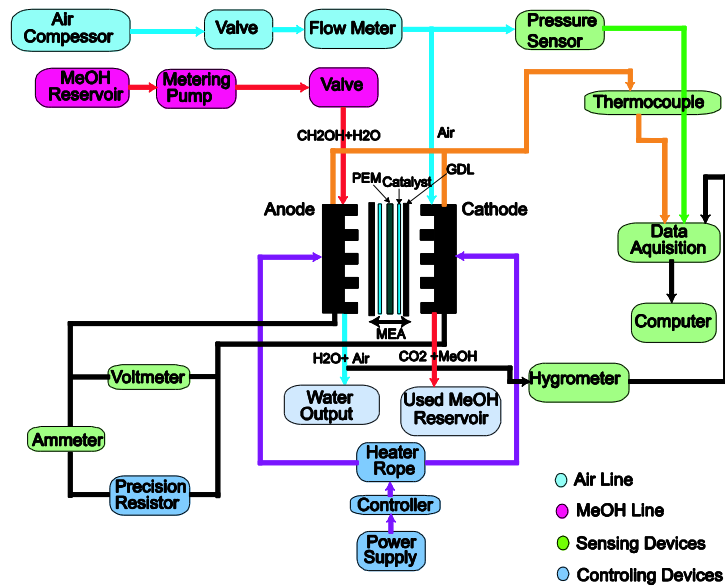 Air
Compessor
Valve
Flow Meter
Pressure
Sensor
MeOH
Reservoir
Metering
Pump
Valve
Thermocouple
CH2OH+H2O
Air
PEM
Catalyst
GDL
Anode
Cathode
Data
Aquisition
Computer
MEA
H2O+ Air
CO2 +MeOH
Voltmeter
Hygrometer
Water
Output
Used MeOH
Reservoir
Ammeter
Heater
Rope
Precision
Resistor
Controller
Power
Supply
Air Line
MeOH Line
Sensing Devices
Controling Devices